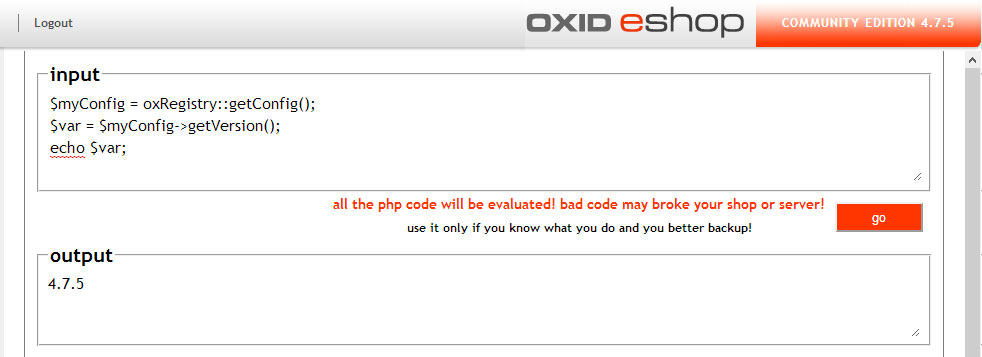 Logout
OXID eshop
COMMUNITY EDITION 4.7.5
input
$myConfig = oxRegistry::getConfig();
$var = $myConfig->getVersion();
echo $var;
all the php code will be evaluated! bad code may broke your shop or server!
go
use it only if you know what you do and you better backup!
output
4.7.5